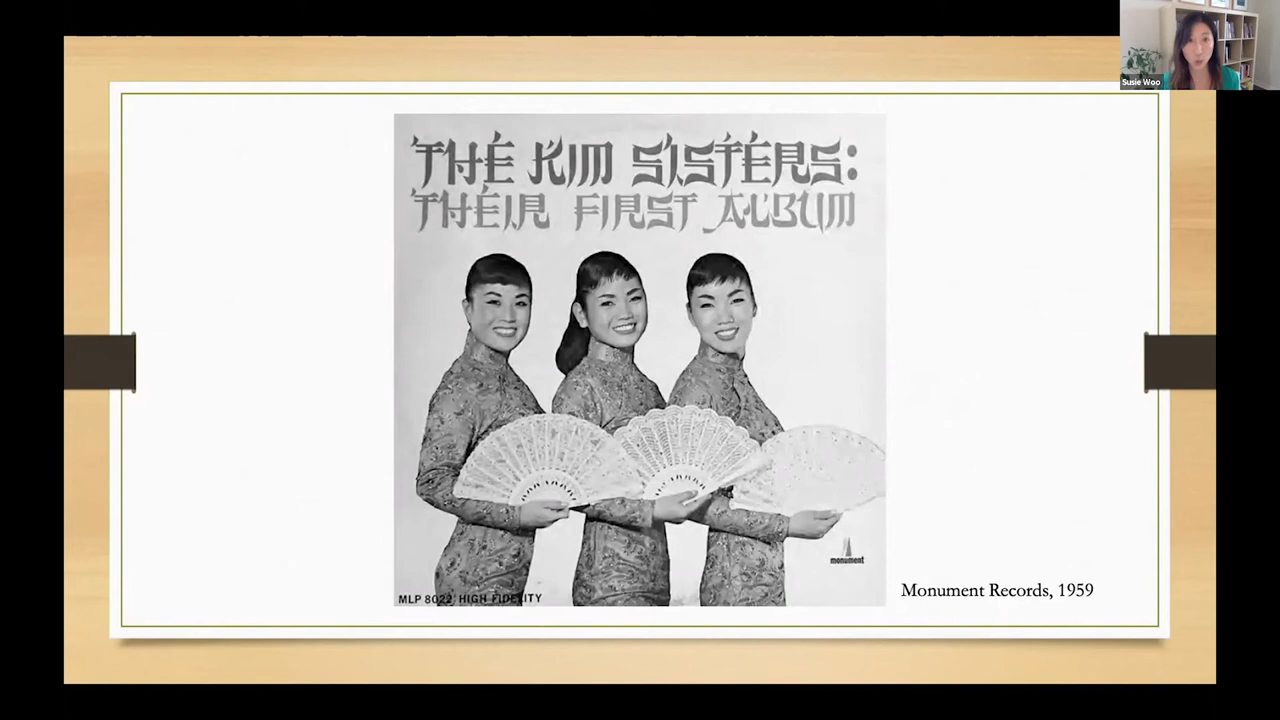 Susie Woo
THE KIM SISTERS:
THEIR FIRST ALBUM
monument
MLP 8022 HIGH FIDELITY
Monument Records, 1959